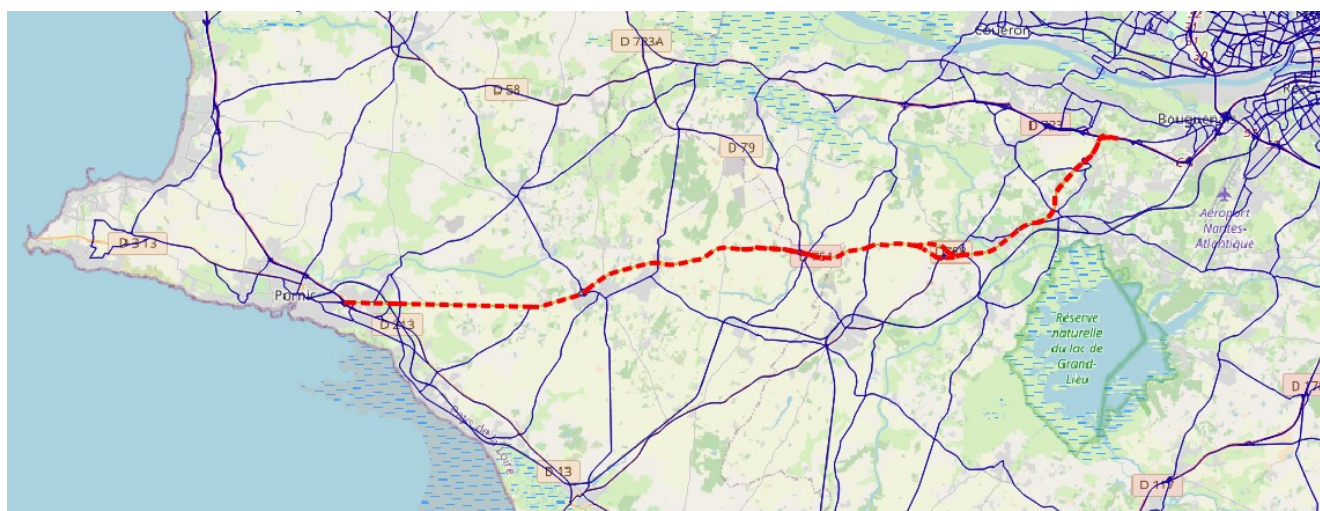 Couëron
D 723A
D 58
D 723
Bouguenais
D 79
Aéroport
Nantes-
Atlantique
D 313
D 751
Pornic
D 213
Réserve
naturelle
du lac de
Grand-
Lieu
D 13